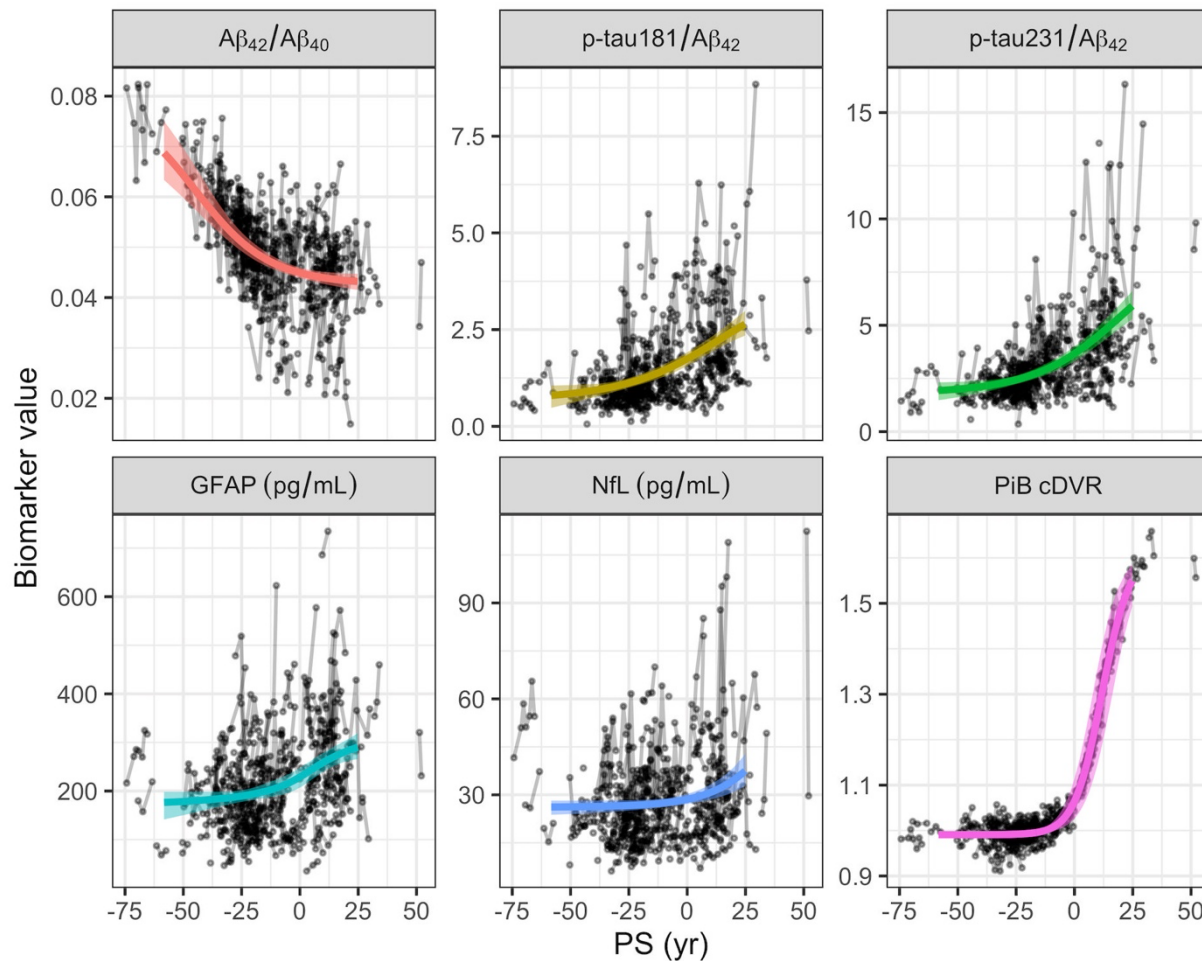 Aβ₄₂/Aβ₄₀
p-tau181/Aβ₄₂
p-tau231/Aβ₄₂
Biomarker value
0.08
0.06
0.04
0.02
7.5
5.0
2.5
0.0
15
10
5
0
GFAP (pg/mL)
NfL (pg/mL)
PiB cDVR
600
400
200
90
60
30
1.5
1.3
1.1
0.9
-75 -50 -25 0 25 50
-75 -50 -25 0 25 50
-75 -50 -25 0 25 50
PS (yr)